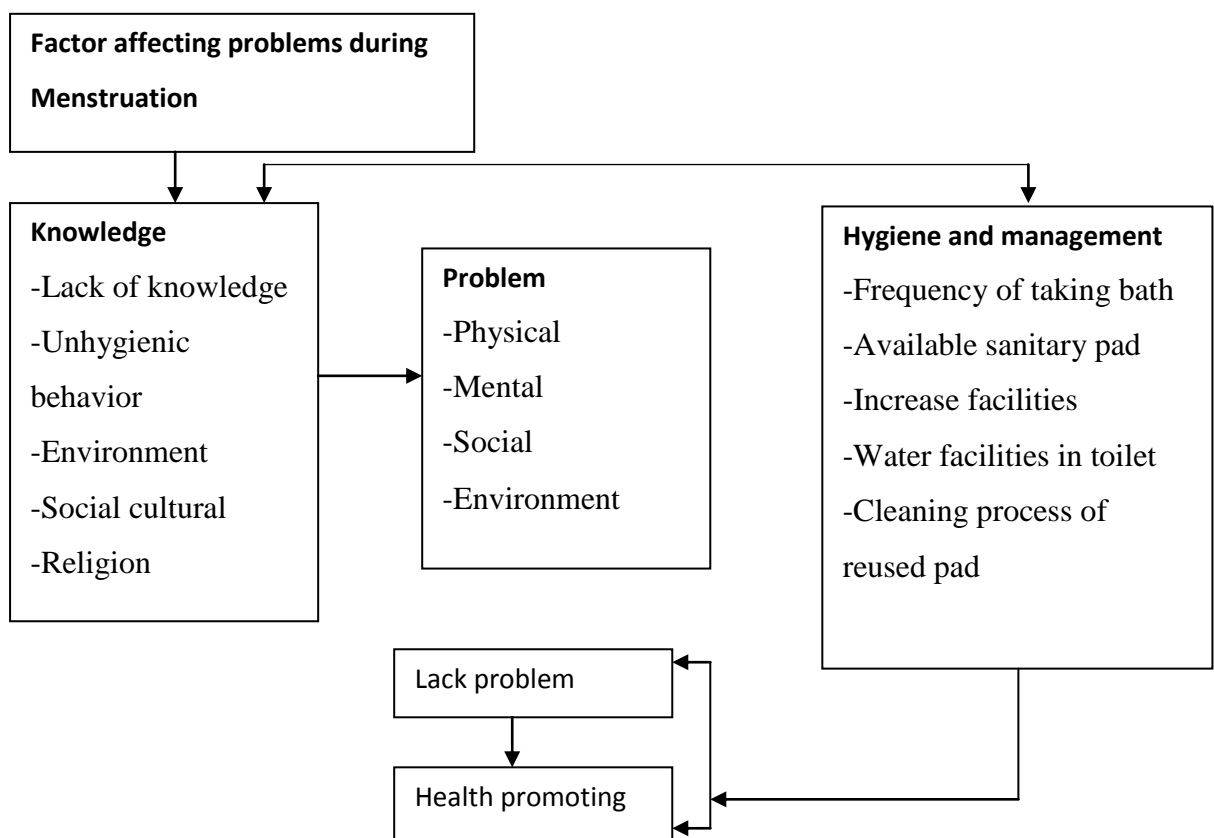 Factor affecting problems during
Menstruation
Knowledge
-Lack of knowledge
-Unhygienic
behavior
-Environment
-Social cultural
-Religion
Problem
-Physical
-Mental
-Social
-Environment
Hygiene and management
-Frequency of taking bath
-Available sanitary pad
-Increase facilities
-Water facilities in toilet
-Cleaning process of
reused pad
Lack problem
Health promoting